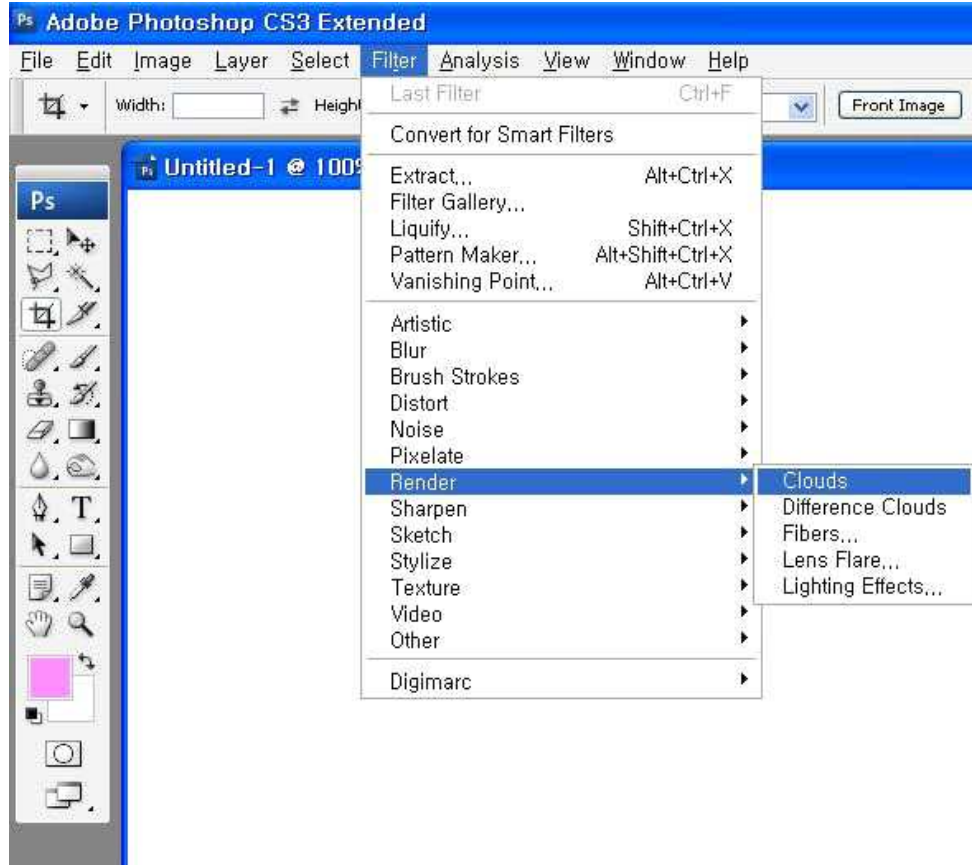 Ps Adobe Photoshop CS3 Extended
File Edit Image Layer Select Filter Analysis View Window Help
Width: Front Image
Untitled-1 @
Ps
Last Filter Ctrl+F
Convert for Smart Filters
Extract... Alt+Ctrl+X
Filter Gallery...
Liquify... Shift+Ctrl+X
Pattern Maker... Alt+Shift+Ctrl+X
Vanishing Point... Alt+Ctrl+V
Artistic
Blur
Brush Strokes
Distort
Noise
Pixelate
Render
Sharpen
Sketch
Stylize
Texture
Video
Other
Digimarc
Clouds
Difference Clouds
Fibers...
Lens Flare...
Lighting Effects...